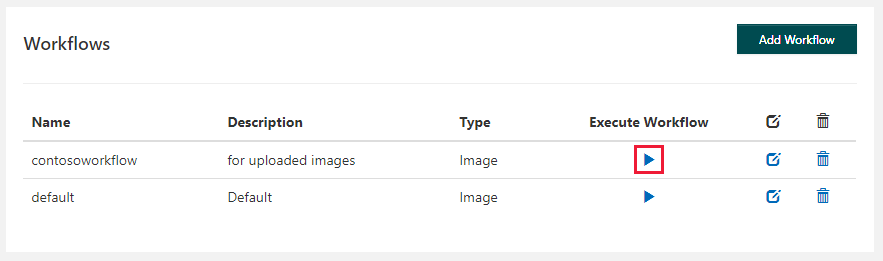 Workflows
Add Workflow
Name Description Type Execute Workflow
contosoworkflow for uploaded images Image
default Default Image